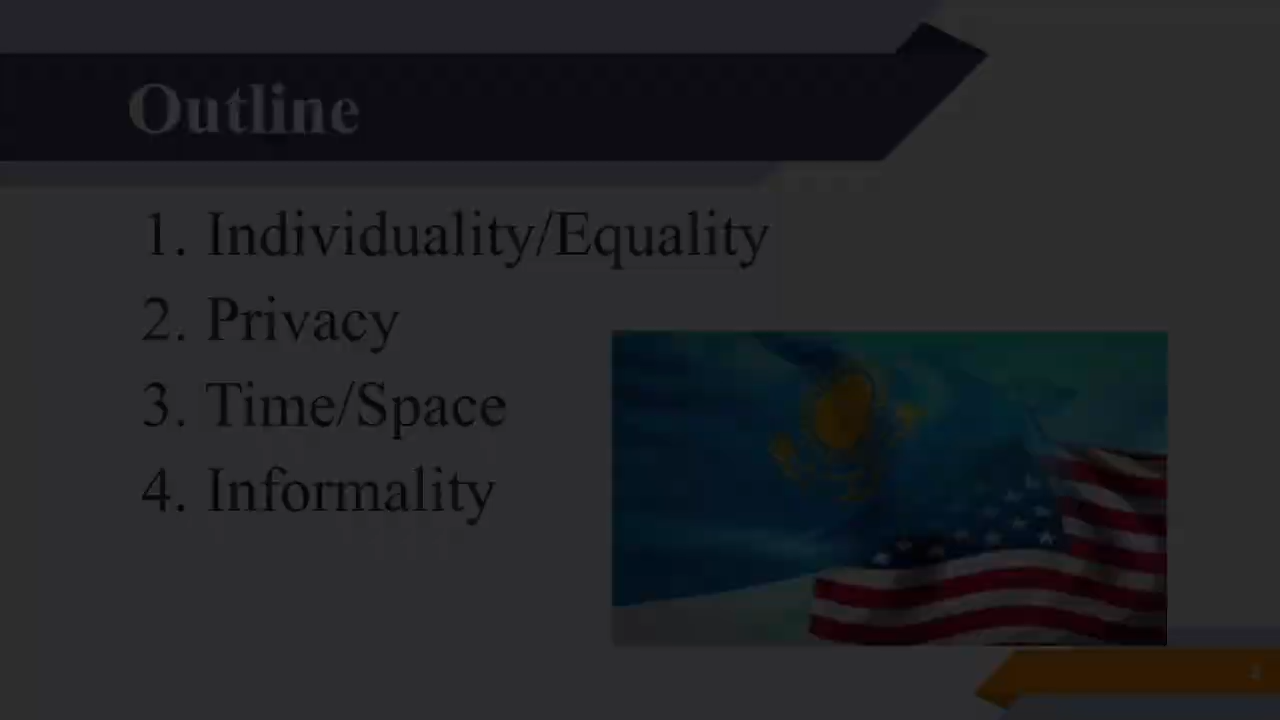 Outline
1. Individuality/Equality
2. Privacy
3. Time/Space
4. Informality